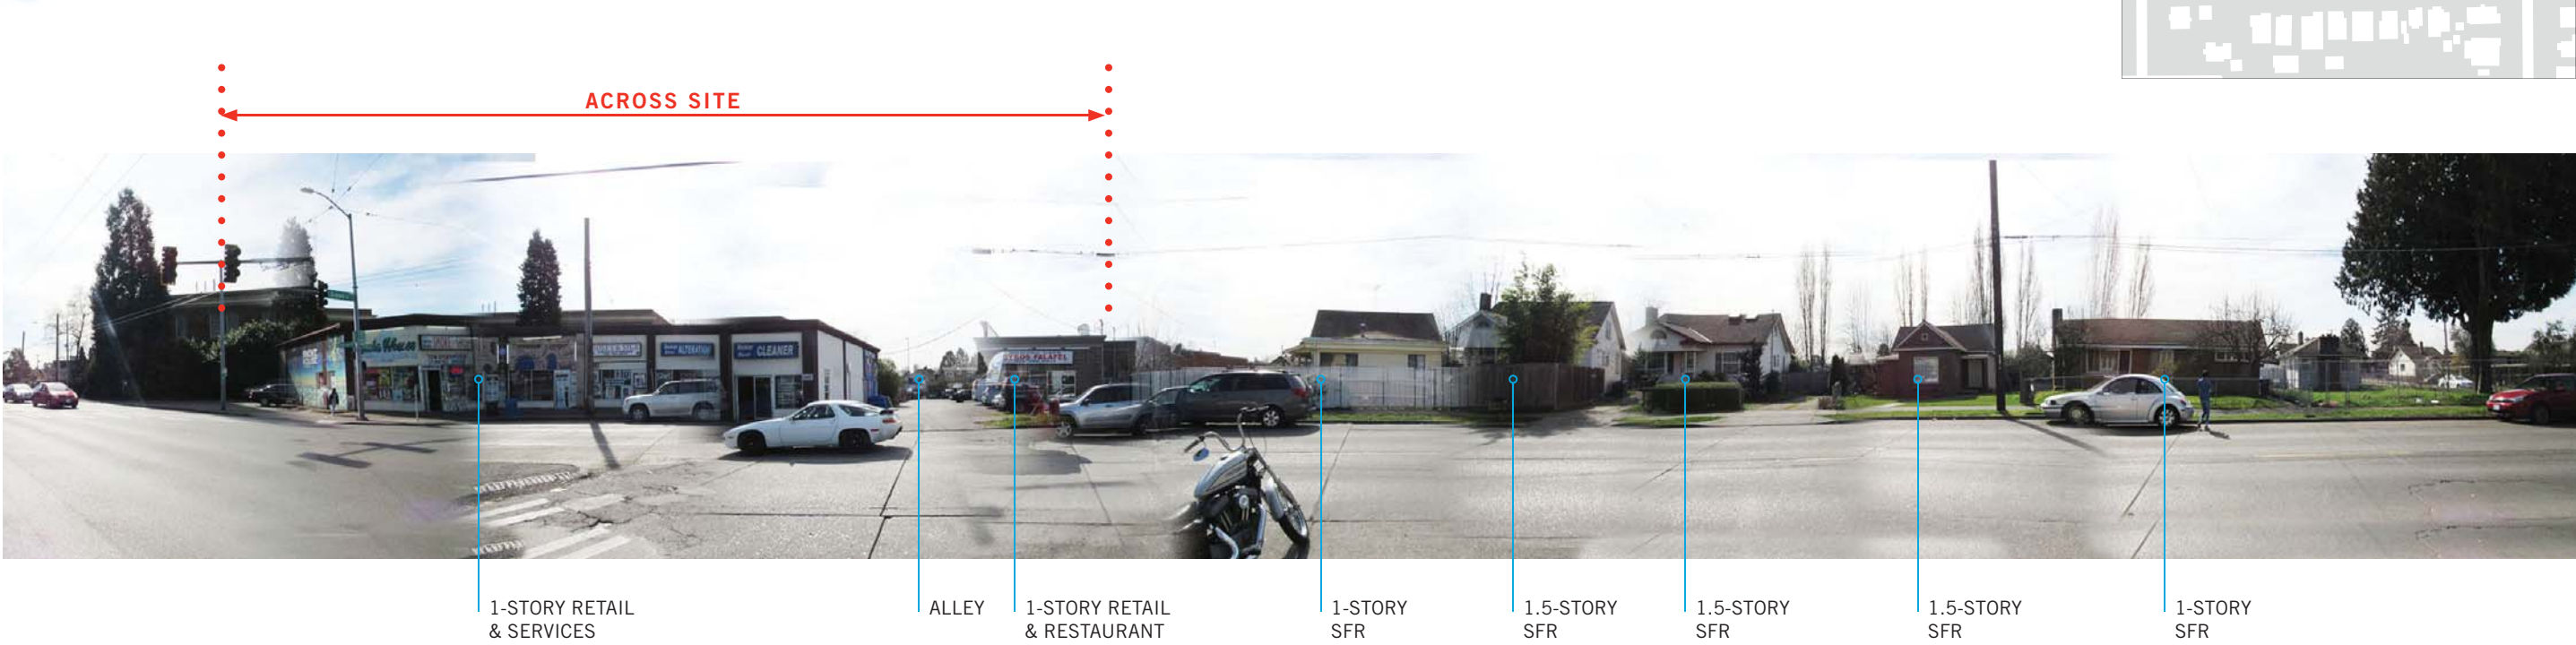 ACROSS SITE
ALTERATION
CLEANER
FALAFEL
1-STORY RETAIL
& SERVICES
ALLEY
1-STORY RETAIL
& RESTAURANT
1-STORY
SFR
1.5-STORY
SFR
1.5-STORY
SFR
1.5-STORY
SFR
1-STORY
SFR